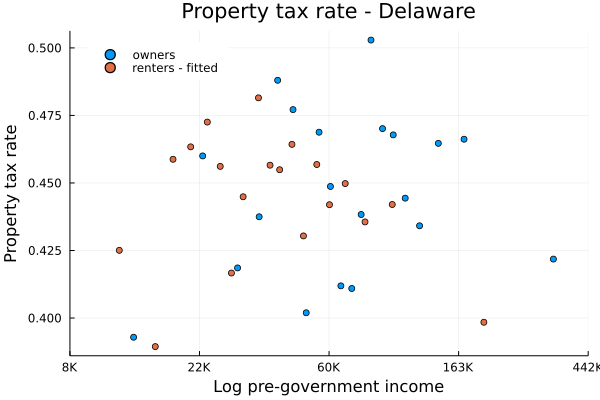 Property tax rate - Delaware
owners
renters - fitted
0.500
0.475
0.450
0.425
0.400
Property tax rate
8K 22K 60K 163K 442K
Log pre-government income